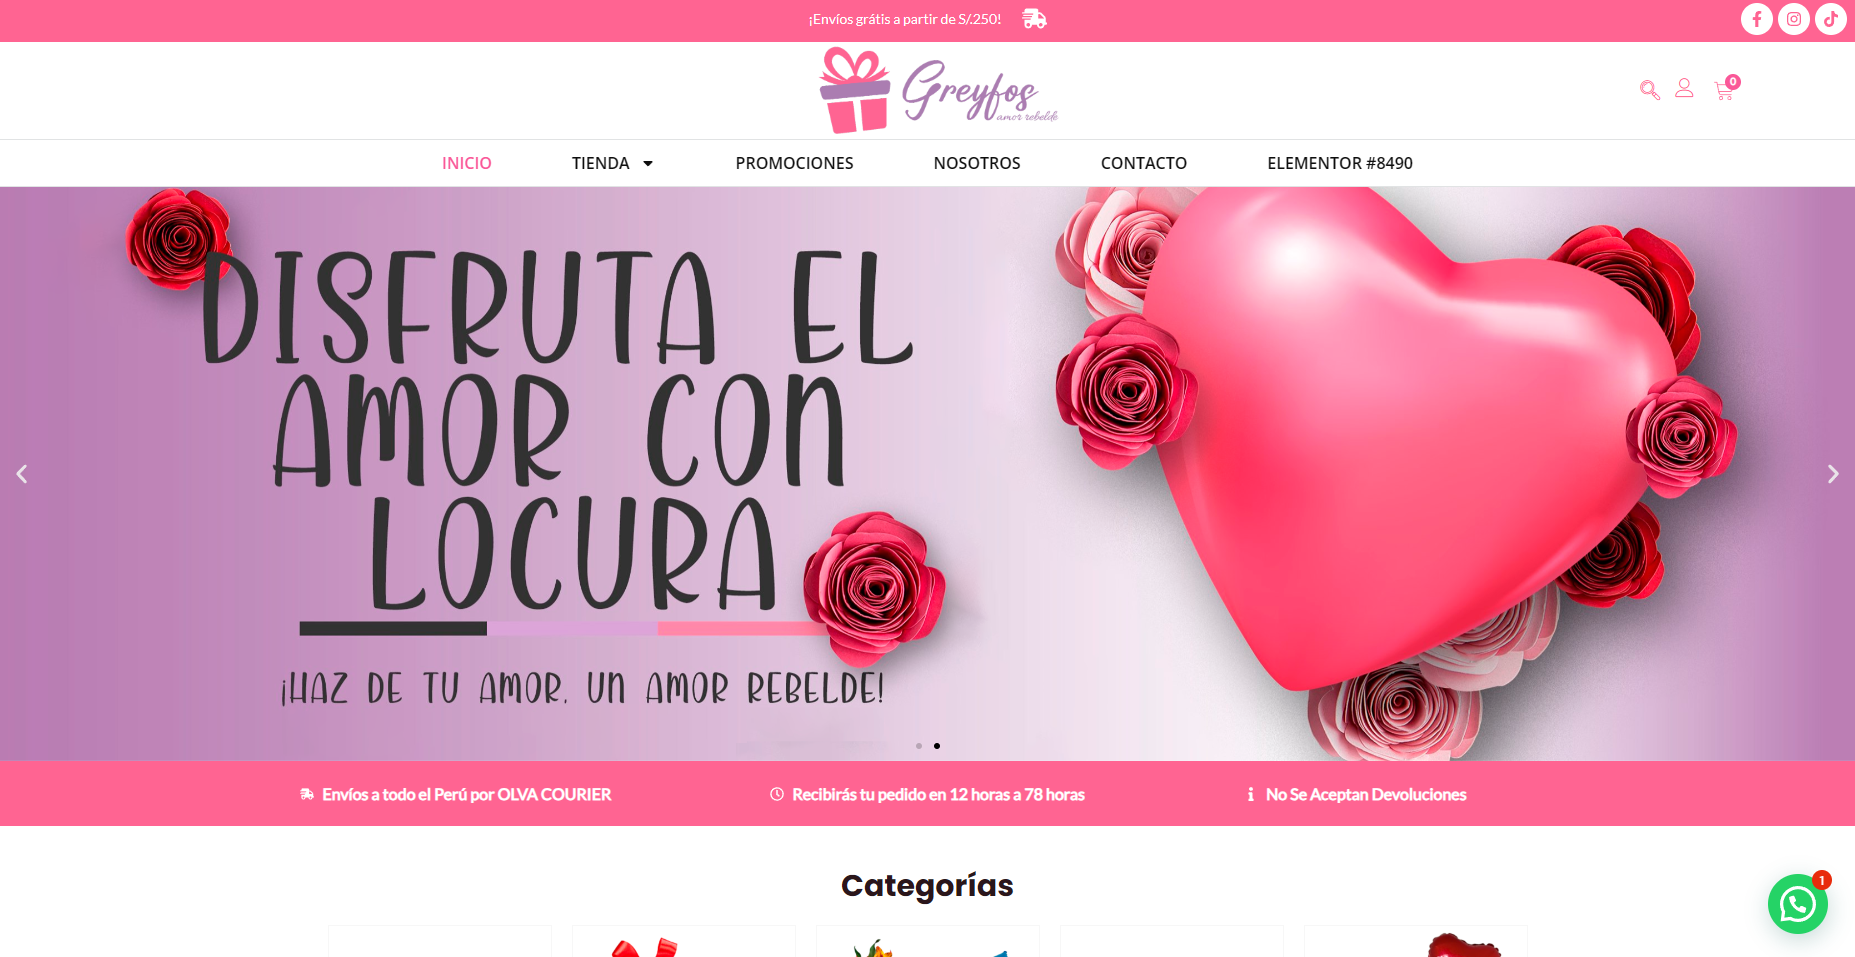 ¡Envíos grátis a partir de S/.250!
Greyfos
amor rebelde
0
INICIO
TIENDA
PROMOCIONES
NOSOTROS
CONTACTO
ELEMENTOR #8490
DISFRUTA EL
AMOR CON
LOCURA
¡HAZ DE TU AMOR, UN AMOR REBELDE!
Envíos a todo el Perú por OLVA COURIER
Recibirás tu pedido en 12 horas a 78 horas
No Se Aceptan Devoluciones
Categorías
1